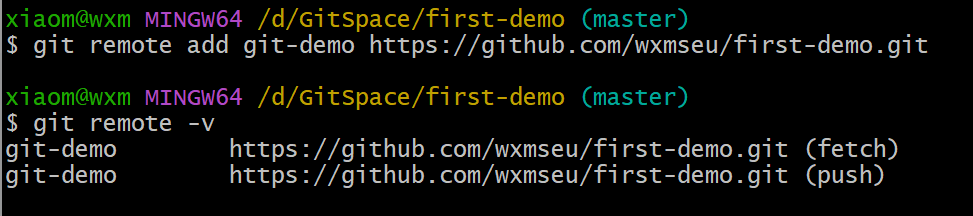 xiaom@wxm MINGW64 /d/GitSpace/first-demo (master)
$ git remote add git-demo https://github.com/wxmseu/first-demo.git

xiaom@wxm MINGW64 /d/GitSpace/first-demo (master)
$ git remote -v
git-demo        https://github.com/wxmseu/first-demo.git (fetch)
git-demo        https://github.com/wxmseu/first-demo.git (push)